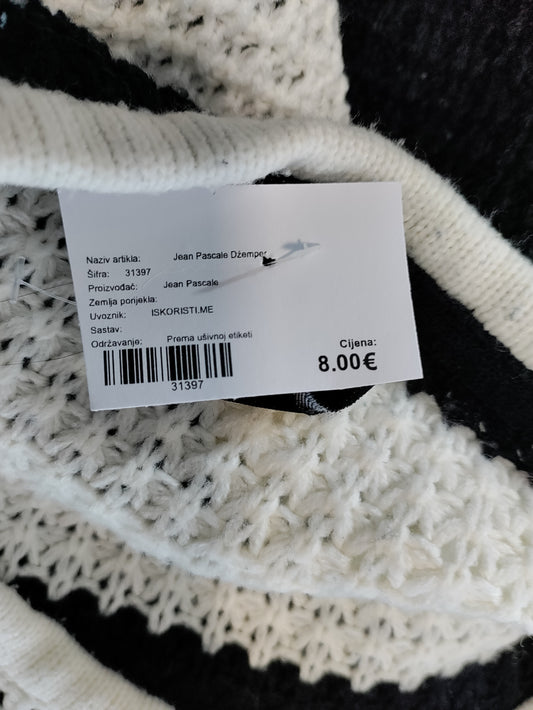 Naziv artikla: Jean Pascale Džemper
Šifra: 31397
Proizvođač: Jean Pascale
Zemlja porijekla:
Uvoznik: ISKORISTI.ME
Sastav:
Održavanje: Prema ušivnoj etiketi
31397
Cijena:
8.00€